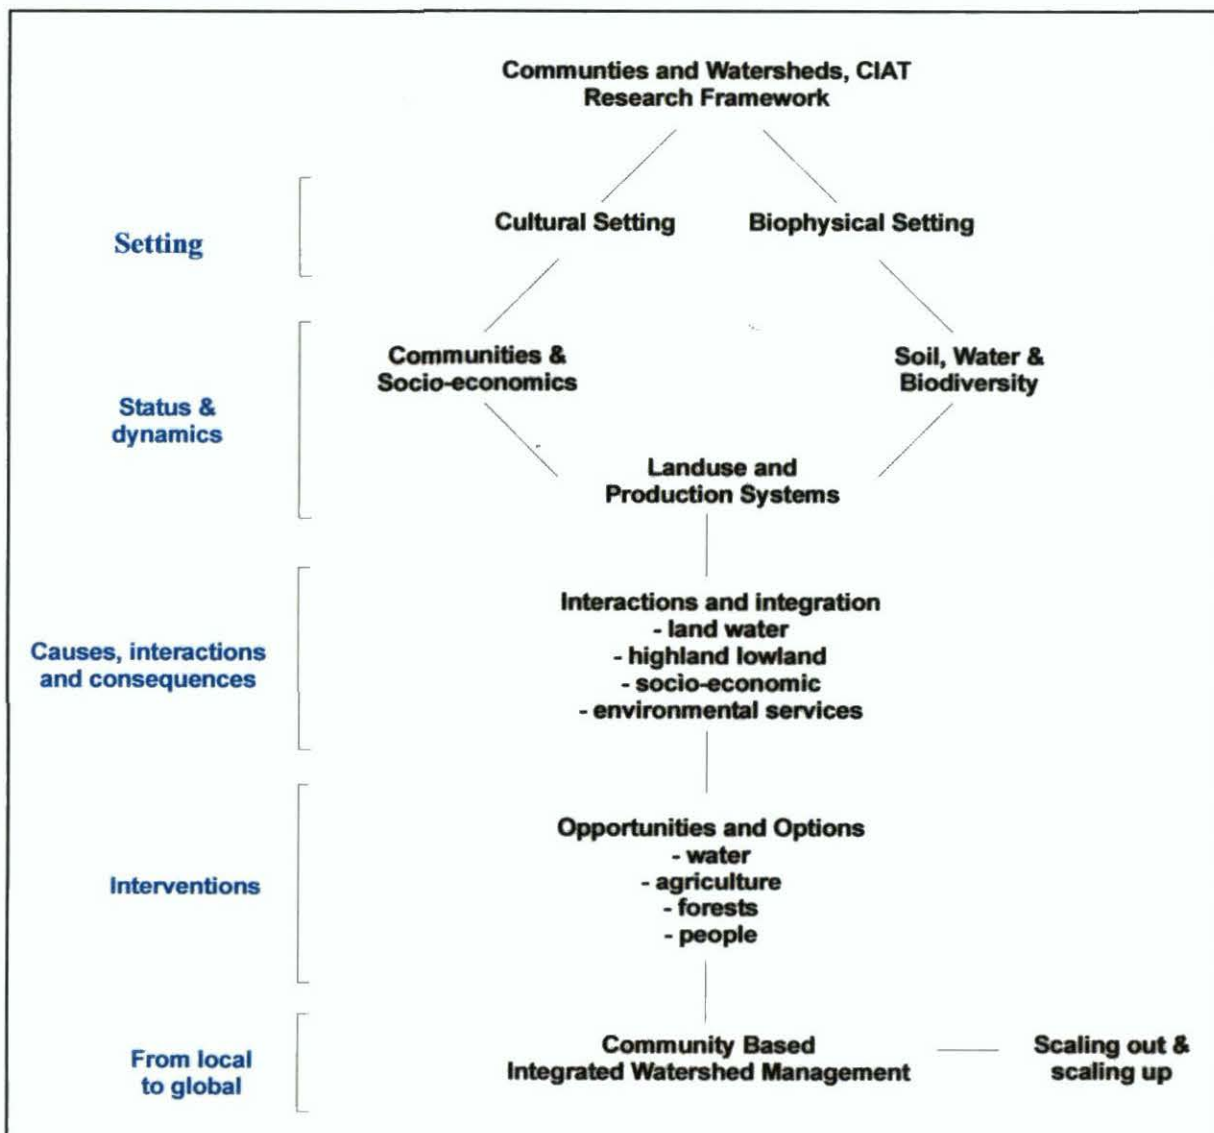 Communties and Watersheds, CIAT
Research Framework
Setting
Cultural Setting
Biophysical Setting
Status &
dynamics
Communities &
Socio-economics
Soil, Water &
Biodiversity
Landuse and
Production Systems
Causes, interactions
and consequences
Interactions and integration
- land water
- highland lowland
- socio-economic
- environmental services
Interventions
Opportunities and Options
- water
- agriculture
- forests
- people
From local
to global
Community Based
Integrated Watershed Management
Scaling out &
scaling up